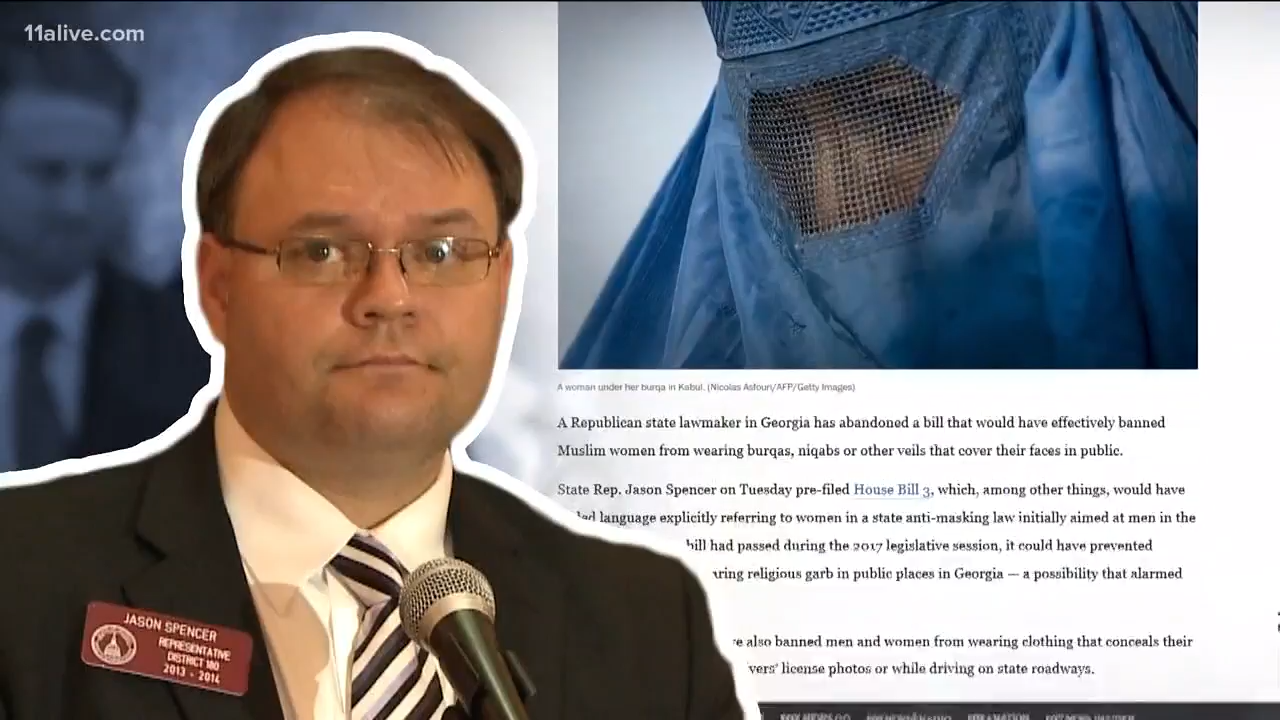 11alive.com
A woman under her burqa in Kabul. (Nicolas Asfouri/AFP/Getty Images)
A Republican state lawmaker in Georgia has abandoned a bill that would have effectively banned
Muslim women from wearing burqas, niqabs or other veils that cover their faces in public.
State Rep. Jason Spencer on Tuesday pre-filed House Bill 3, which, among other things, would have
language explicitly referring to women in a state anti-masking law initially aimed at men in the
bill had passed during the 2017 legislative session, it could have prevented
religious garb in public places in Georgia — a possibility that alarmed
also banned men and women from wearing clothing that conceals their
license photos or while driving on state roadways.
JASON SPENCER
REPRESENTATIVE
DISTRICT 180
2013 - 2014